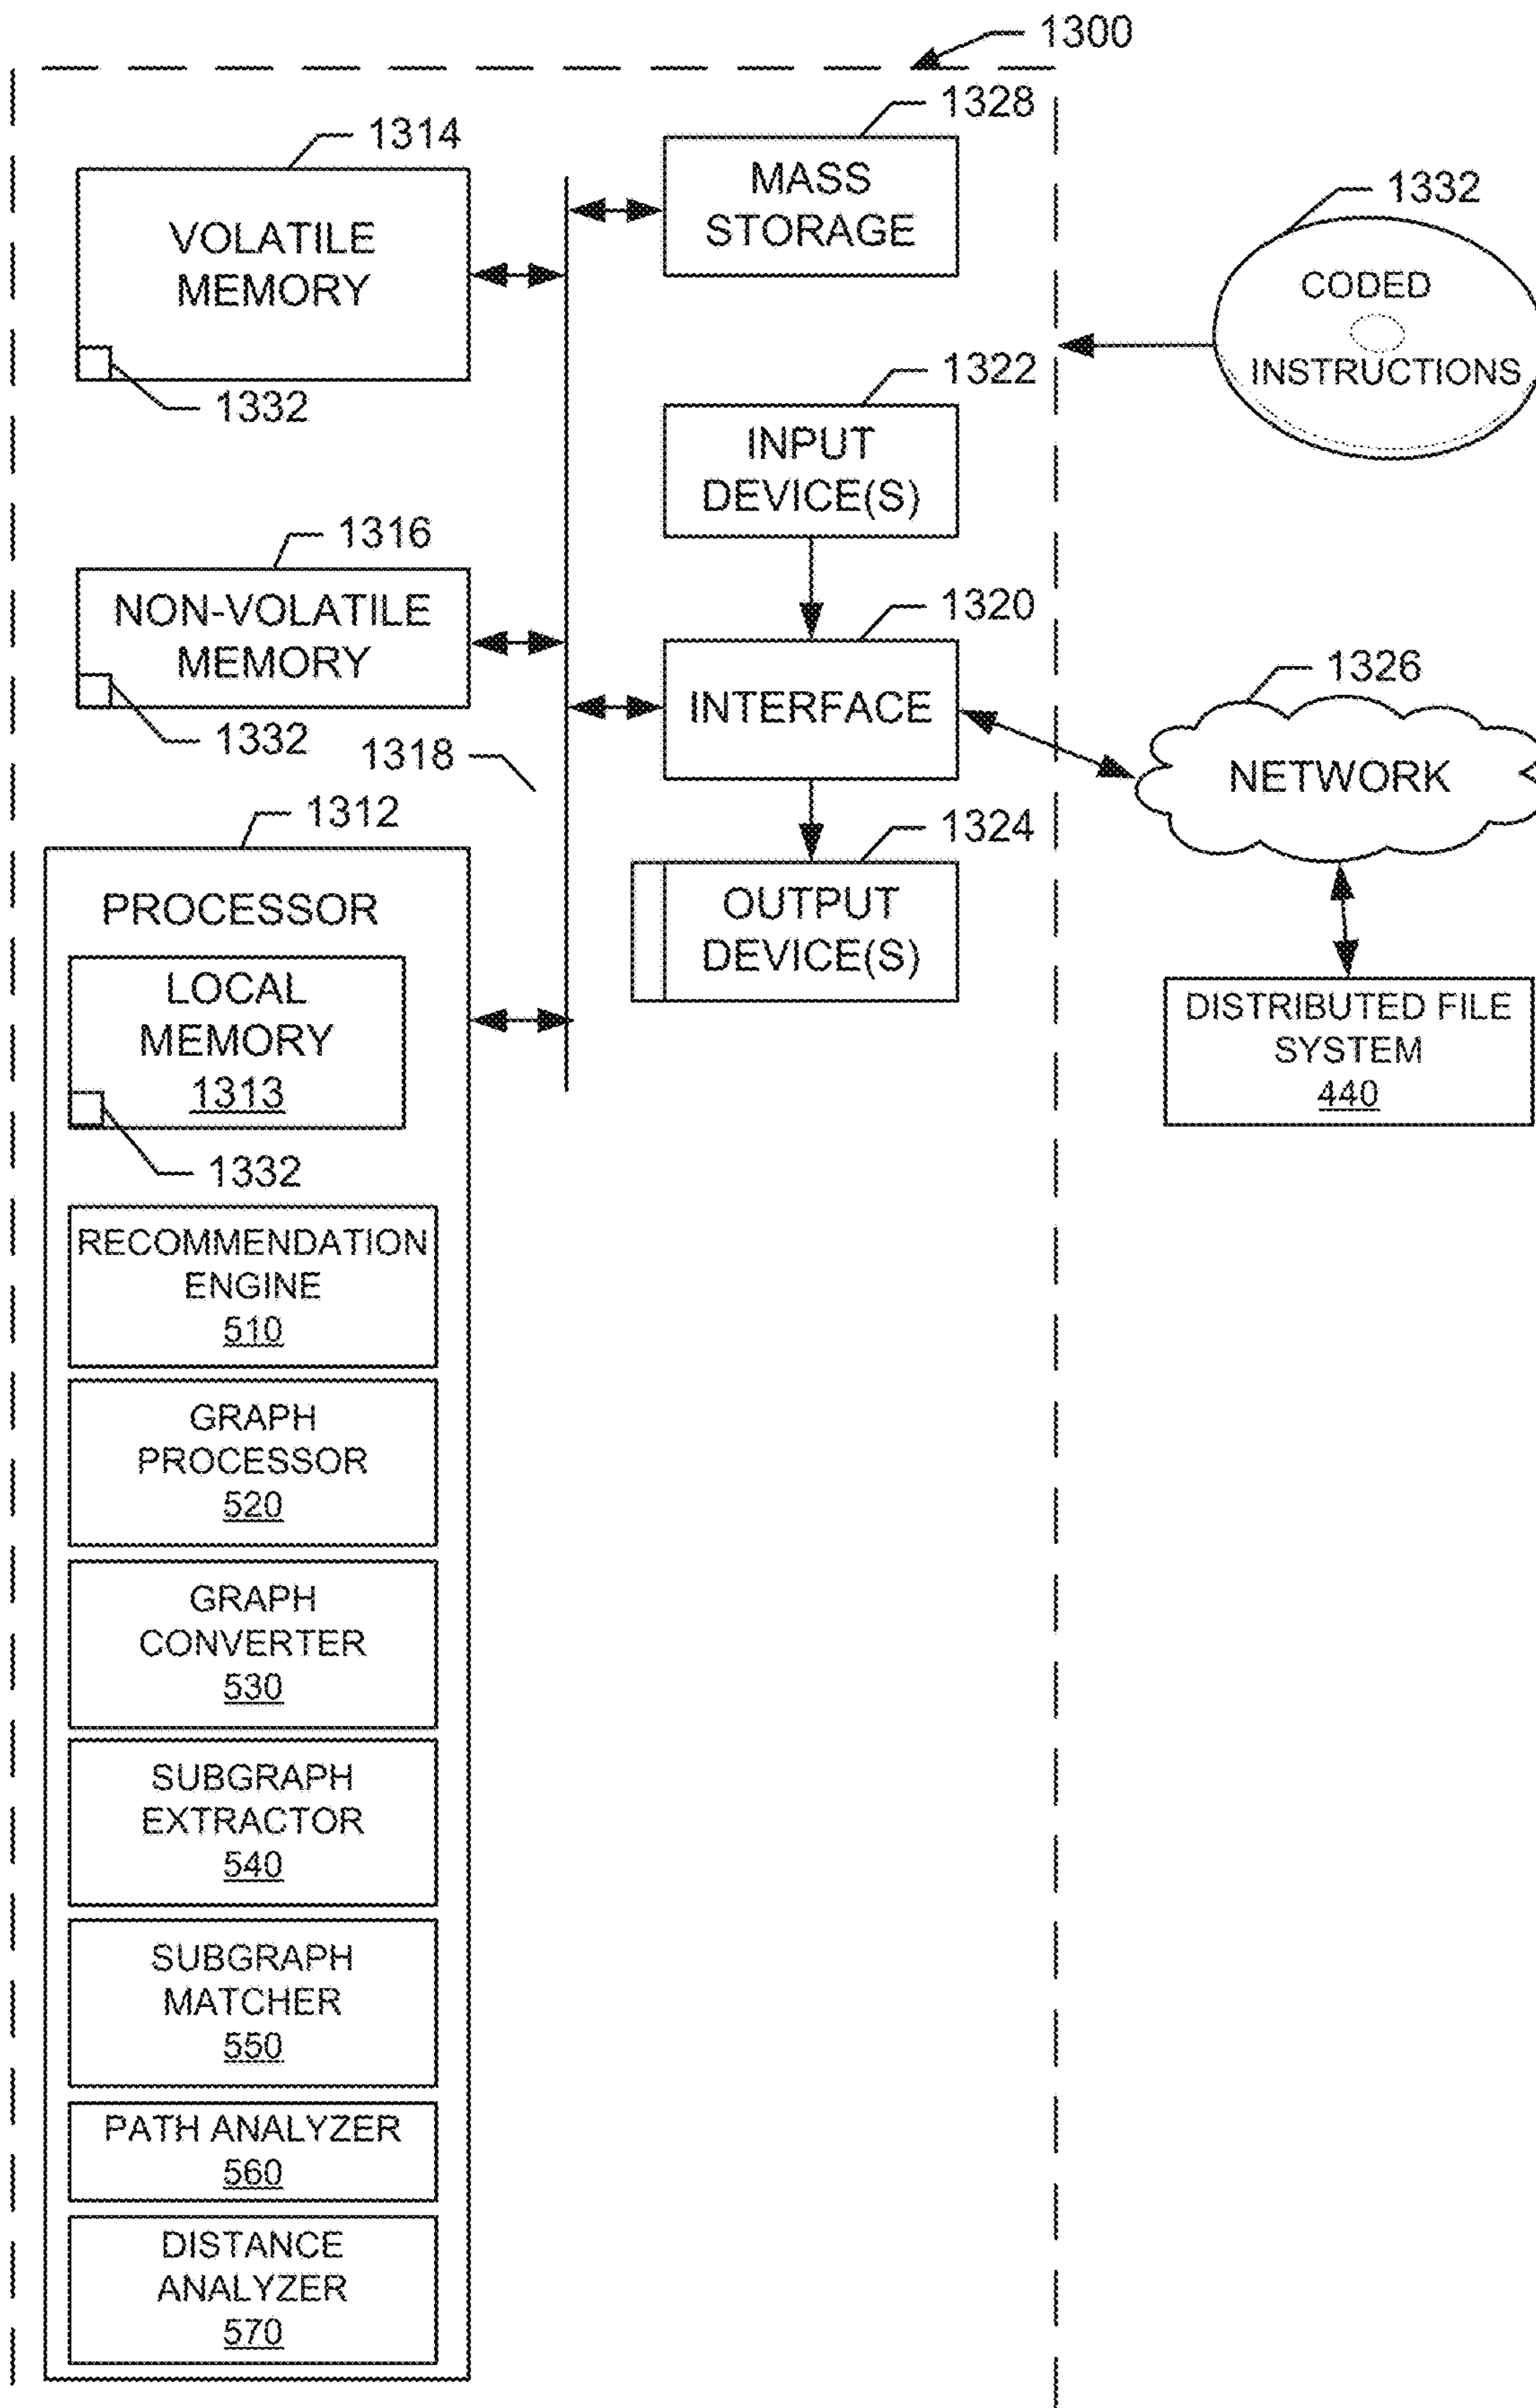 1300
1328
1314
MASS
STORAGE
1332
VOLATILE
MEMORY
CODED
INSTRUCTIONS
1332
1322
INPUT
DEVICE(S)
1316
NON-VOLATILE
MEMORY
1332
1318
1320
INTERFACE
1326
NETWORK
1312
PROCESSOR
1324
OUTPUT
DEVICE(S)
LOCAL
MEMORY
1313
1332
DISTRIBUTED FILE
SYSTEM
440
RECOMMENDATION
ENGINE
510
GRAPH
PROCESSOR
520
GRAPH
CONVERTER
530
SUBGRAPH
EXTRACTOR
540
SUBGRAPH
MATCHER
550
PATH ANALYZER
560
DISTANCE
ANALYZER
570